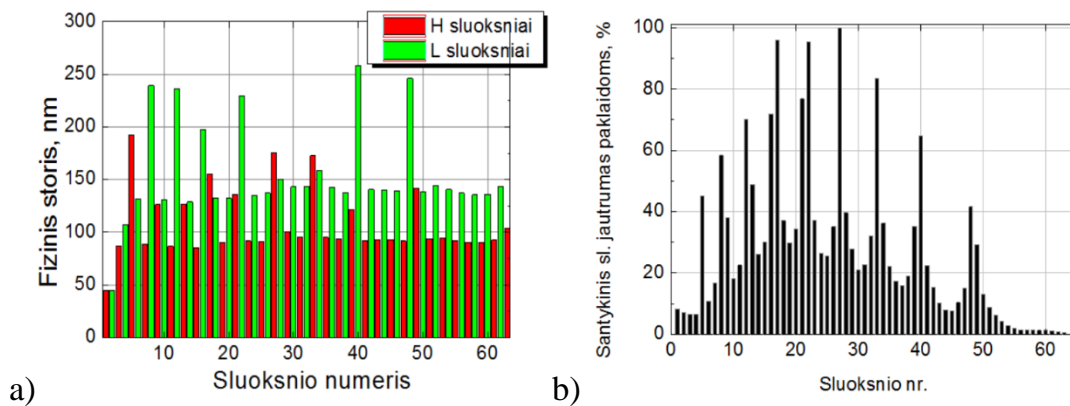 300
250
200
150
100
50
0
Fizinis storis, nm
H sluoksniai
L sluoksniai
10 20 30 40 50 60
Sluoksnio numeris
a)
100
80
60
40
20
0
Santykinis sl. jautrumas paklaidoms, %
0 10 20 30 40 50 60
Sluoksnio nr.
b)